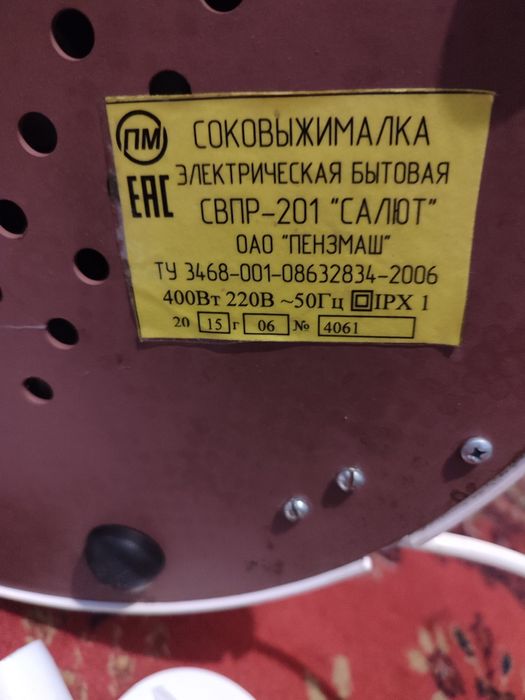 ПМ
СОКОВЫЖИМАЛКА
ЕАС ЭЛЕКТРИЧЕСКАЯ БЫТОВАЯ
СВПР-201 "САЛЮТ"
ОАО "ПЕНЗМАШ"
ТУ 3468-001-08632834-2006
400Вт 220В ~50Гц IPX 1
20 15 г 06 № 4061